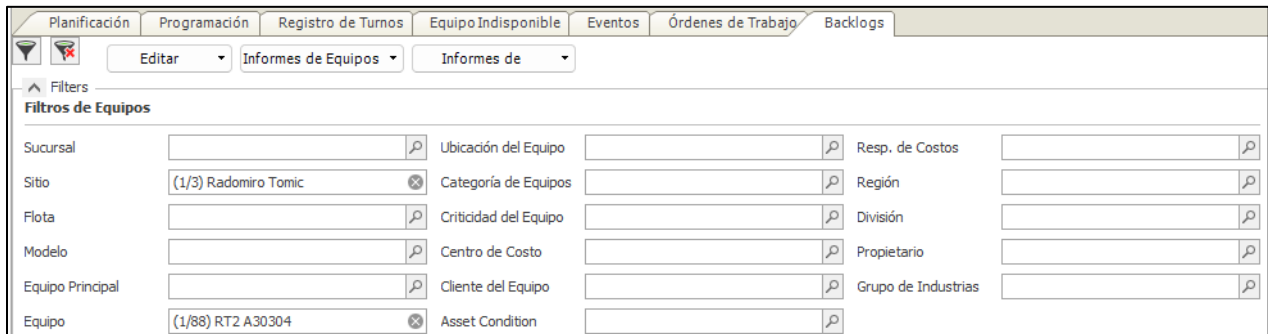 Planificación Programación Registro de Turnos Equipo Indisponible Eventos Órdenes de Trabajo Backlogs
Editar Informes de Equipos Informes de
Filters
Filtros de Equipos
Sucursal Ubicación del Equipo Resp. de Costos
Sitio (1/3) Radomiro Tomic Categoría de Equipos Región
Flota Criticidad del Equipo División
Modelo Centro de Costo Propietario
Equipo Principal Cliente del Equipo Grupo de Industrias
Equipo (1/88) RT2 A30304 Asset Condition